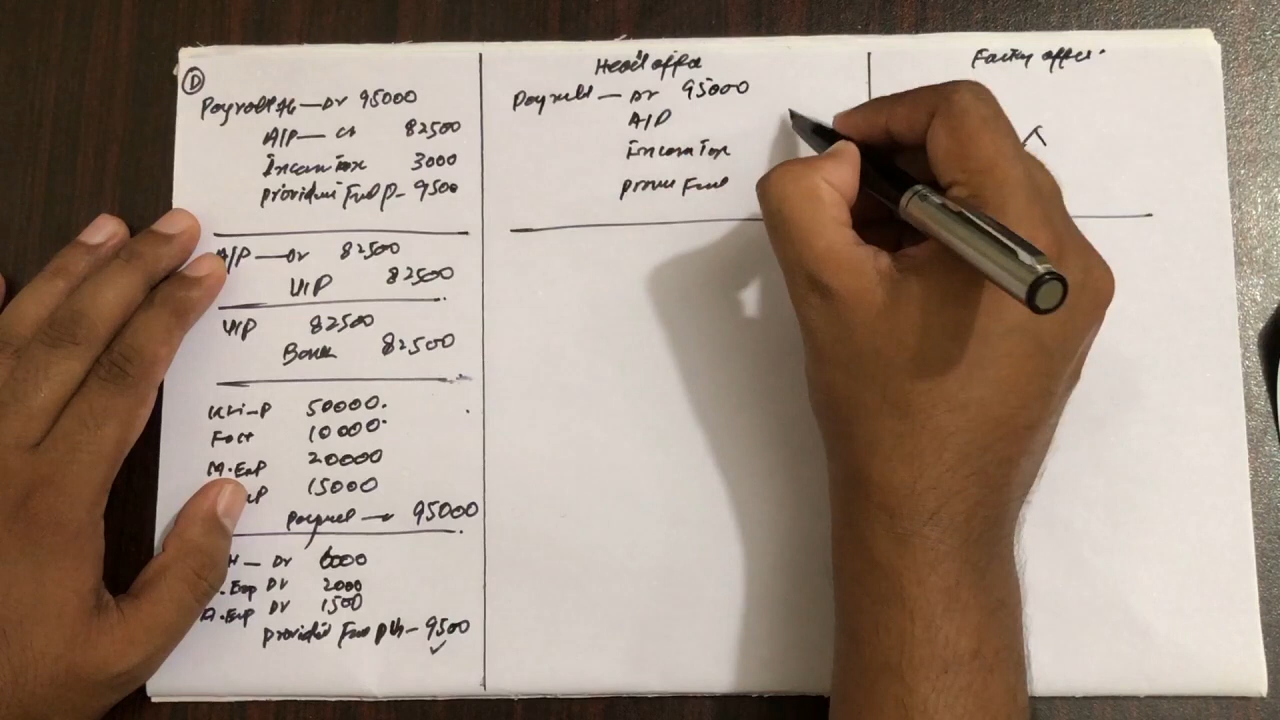 D
Payroll A/c — Dr 95000
A/P — Cr 82500
Income Tax 3000
Provident Fund P - 9500
A/P — Dr 82500
V/P 82500
V/P 82500
Bank 82500
W-i-P 50000
Fact 10000
M.Exp 20000
15000
Payroll — 95000
H — Dr 6000
.Exp Dr 2000
A.Exp Dr 1500
Provident Fund P - 9500
Head office
Payroll — Dr 95000
A/P
Income Tax
Fund
Factory office.